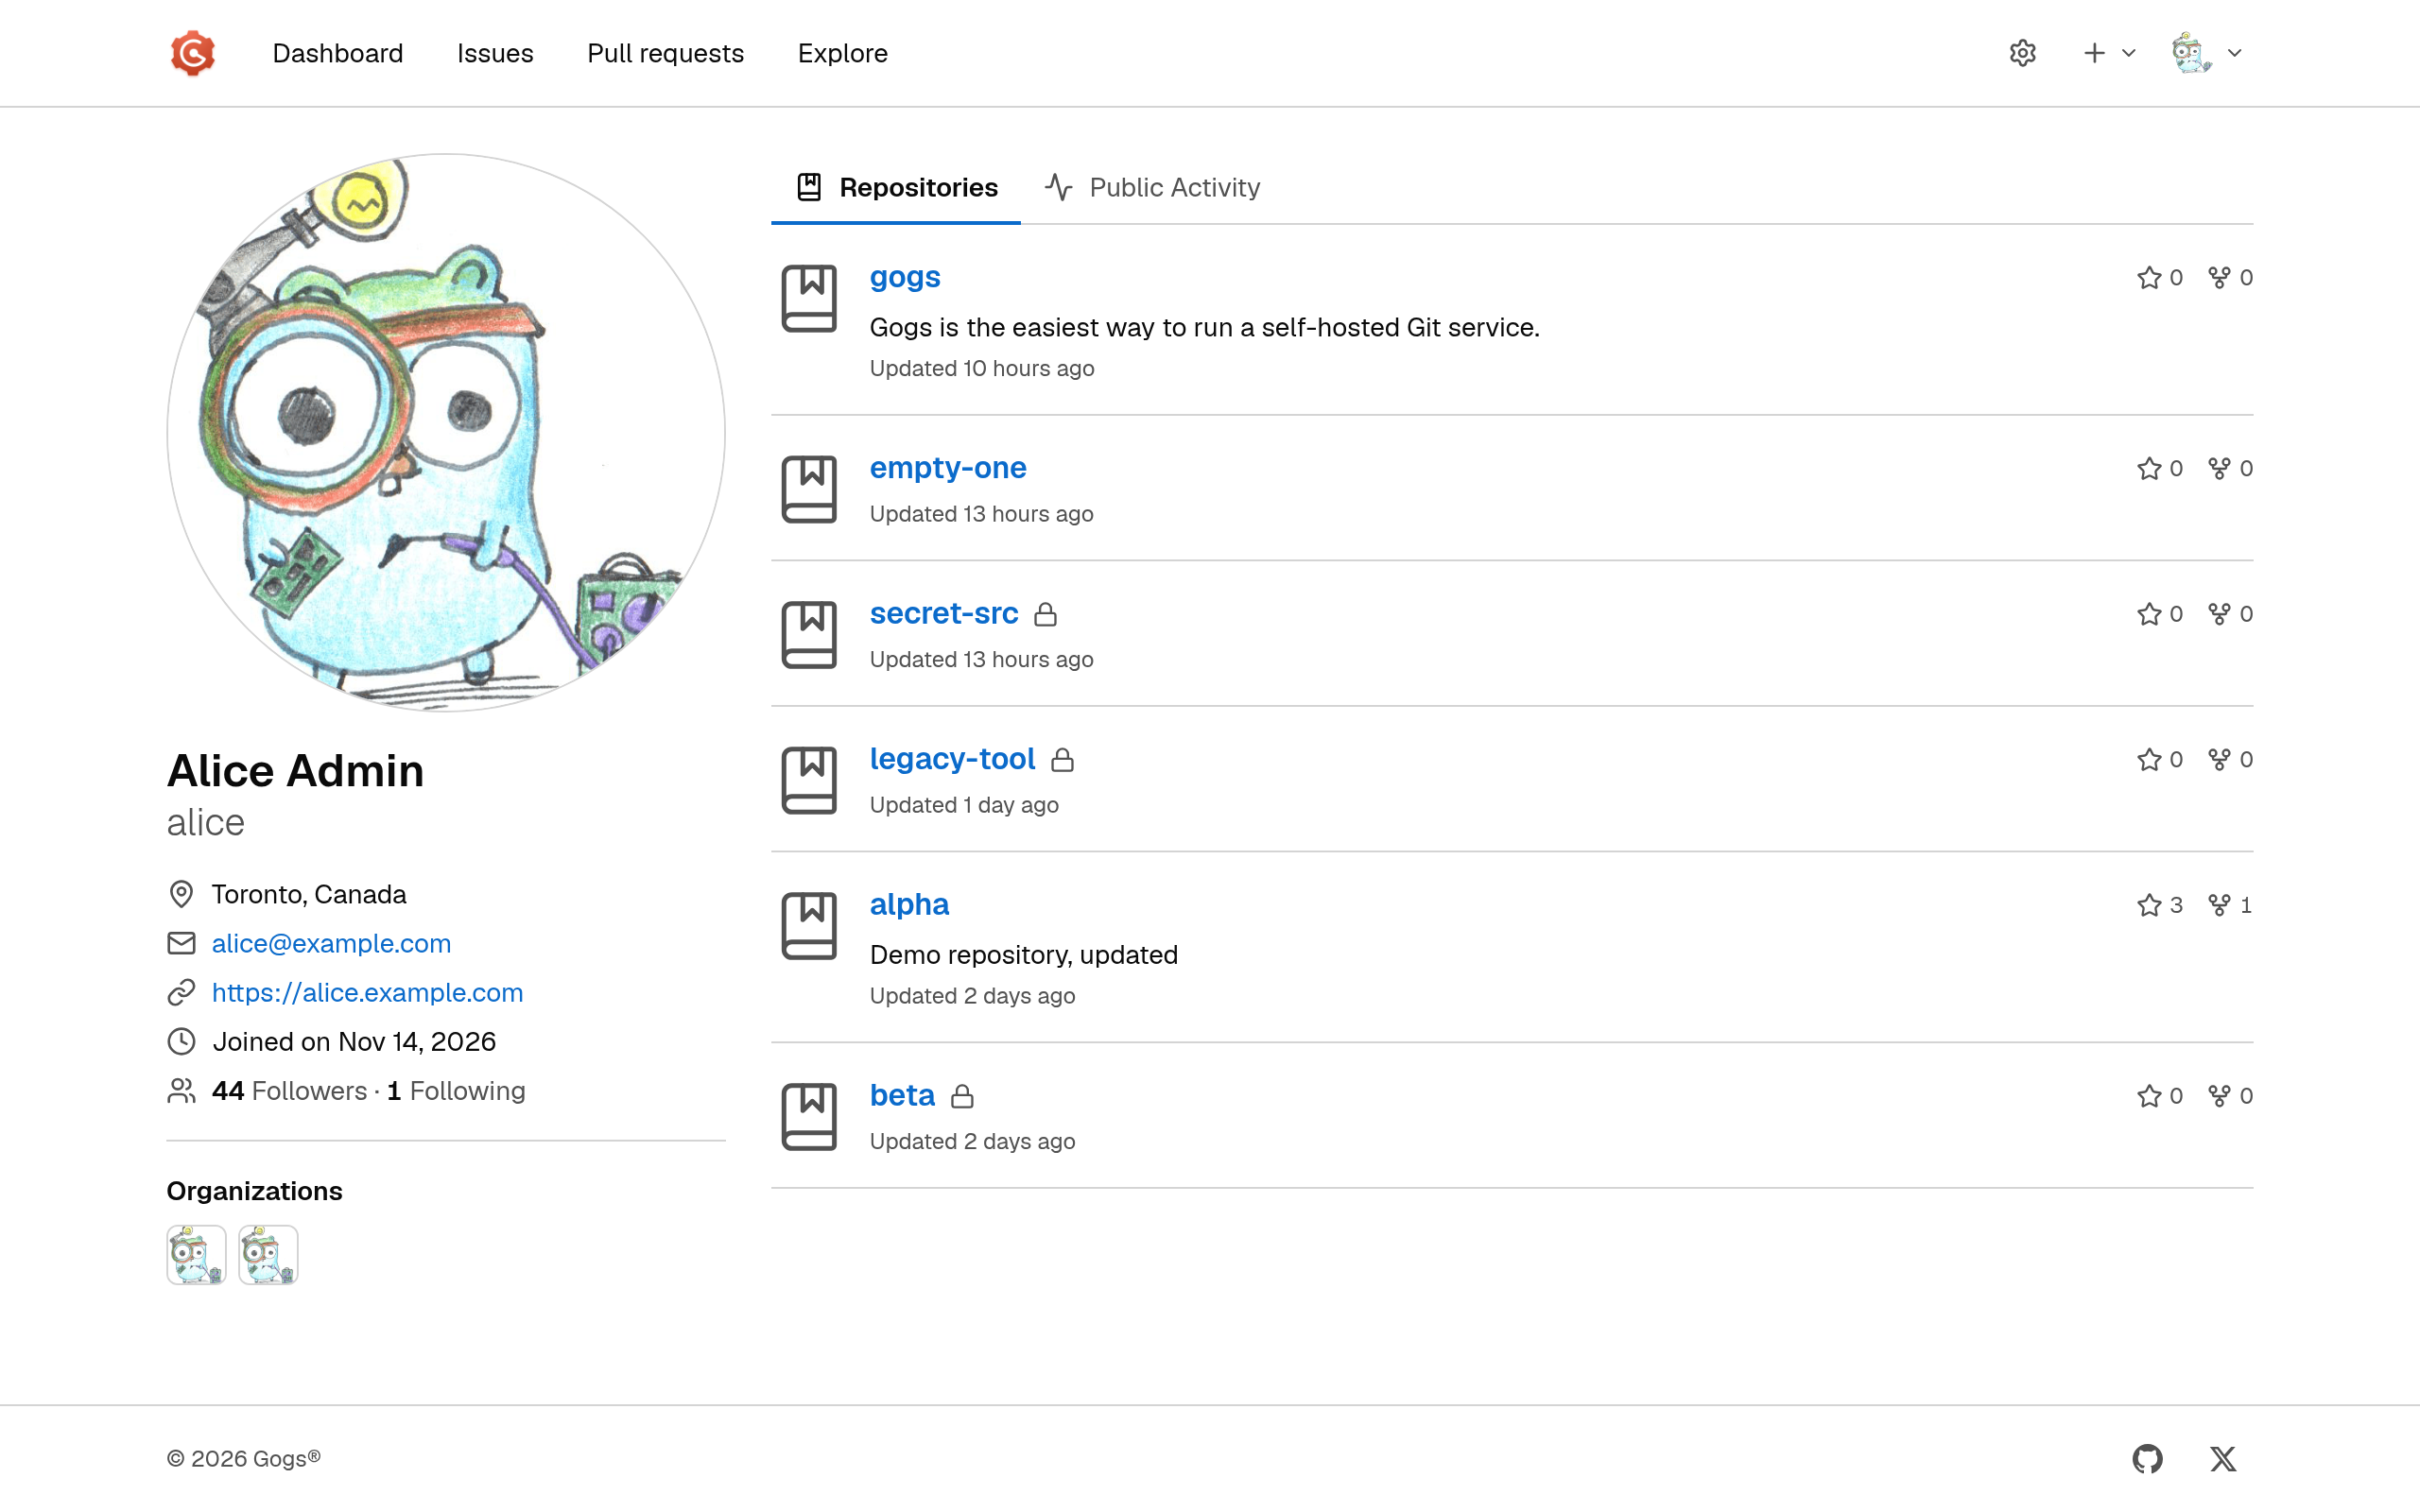 Dashboard Issues Pull requests Explore
Repositories Public Activity
gogs 0 0
Gogs is the easiest way to run a self-hosted Git service.
Updated 10 hours ago
empty-one 0 0
Updated 13 hours ago
secret-src 0 0
Updated 13 hours ago
legacy-tool 0 0
Updated 1 day ago
alpha 3 1
Demo repository, updated
Updated 2 days ago
beta 0 0
Updated 2 days ago
Alice Admin
alice
Toronto, Canada
alice@example.com
https://alice.example.com
Joined on Nov 14, 2026
44 Followers · 1 Following
Organizations
© 2026 Gogs®